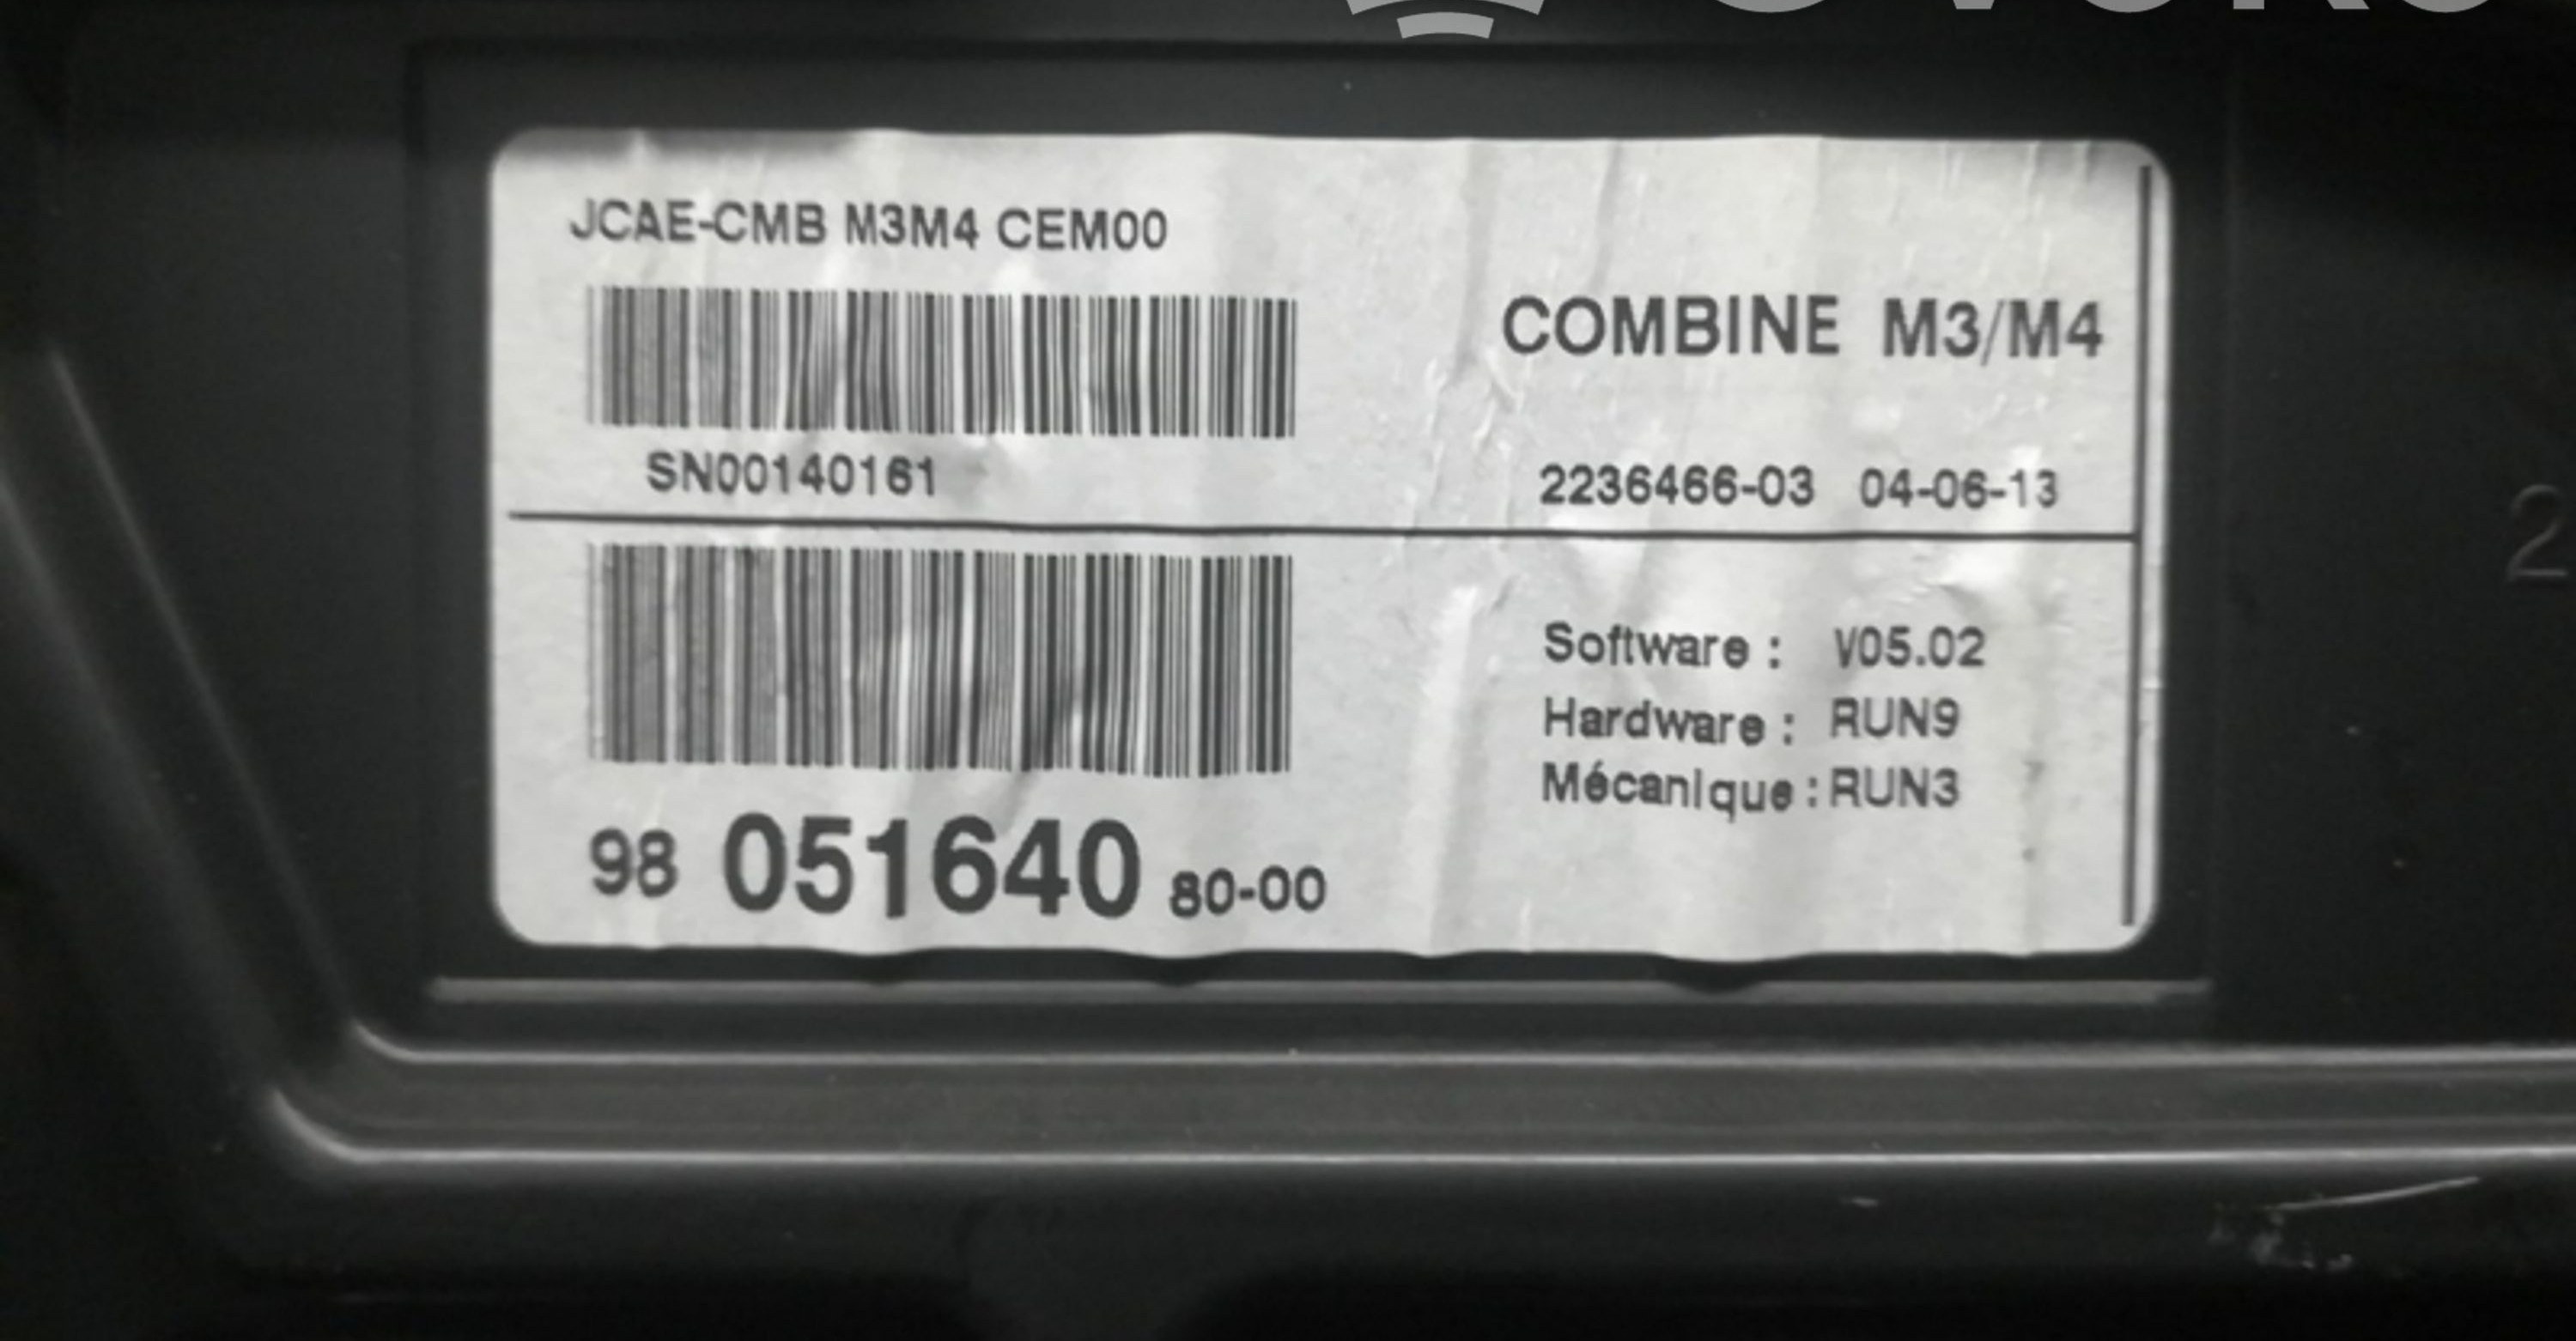 JCAE-CMB M3M4 CEM00
SN00140161
COMBINE M3/M4
2236466-03 04-06-13
98 051640 80-00
Software : V05.02
Hardware : RUN9
Mécanique : RUN3
2